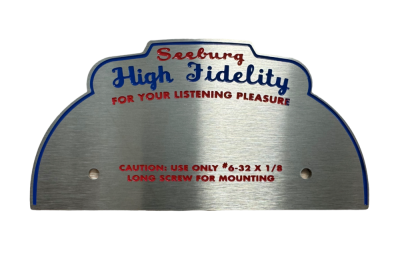 Seeburg
High Fidelity
FOR YOUR LISTENING PLEASURE
CAUTION: USE ONLY #6-32 X 1/8
LONG SCREW FOR MOUNTING